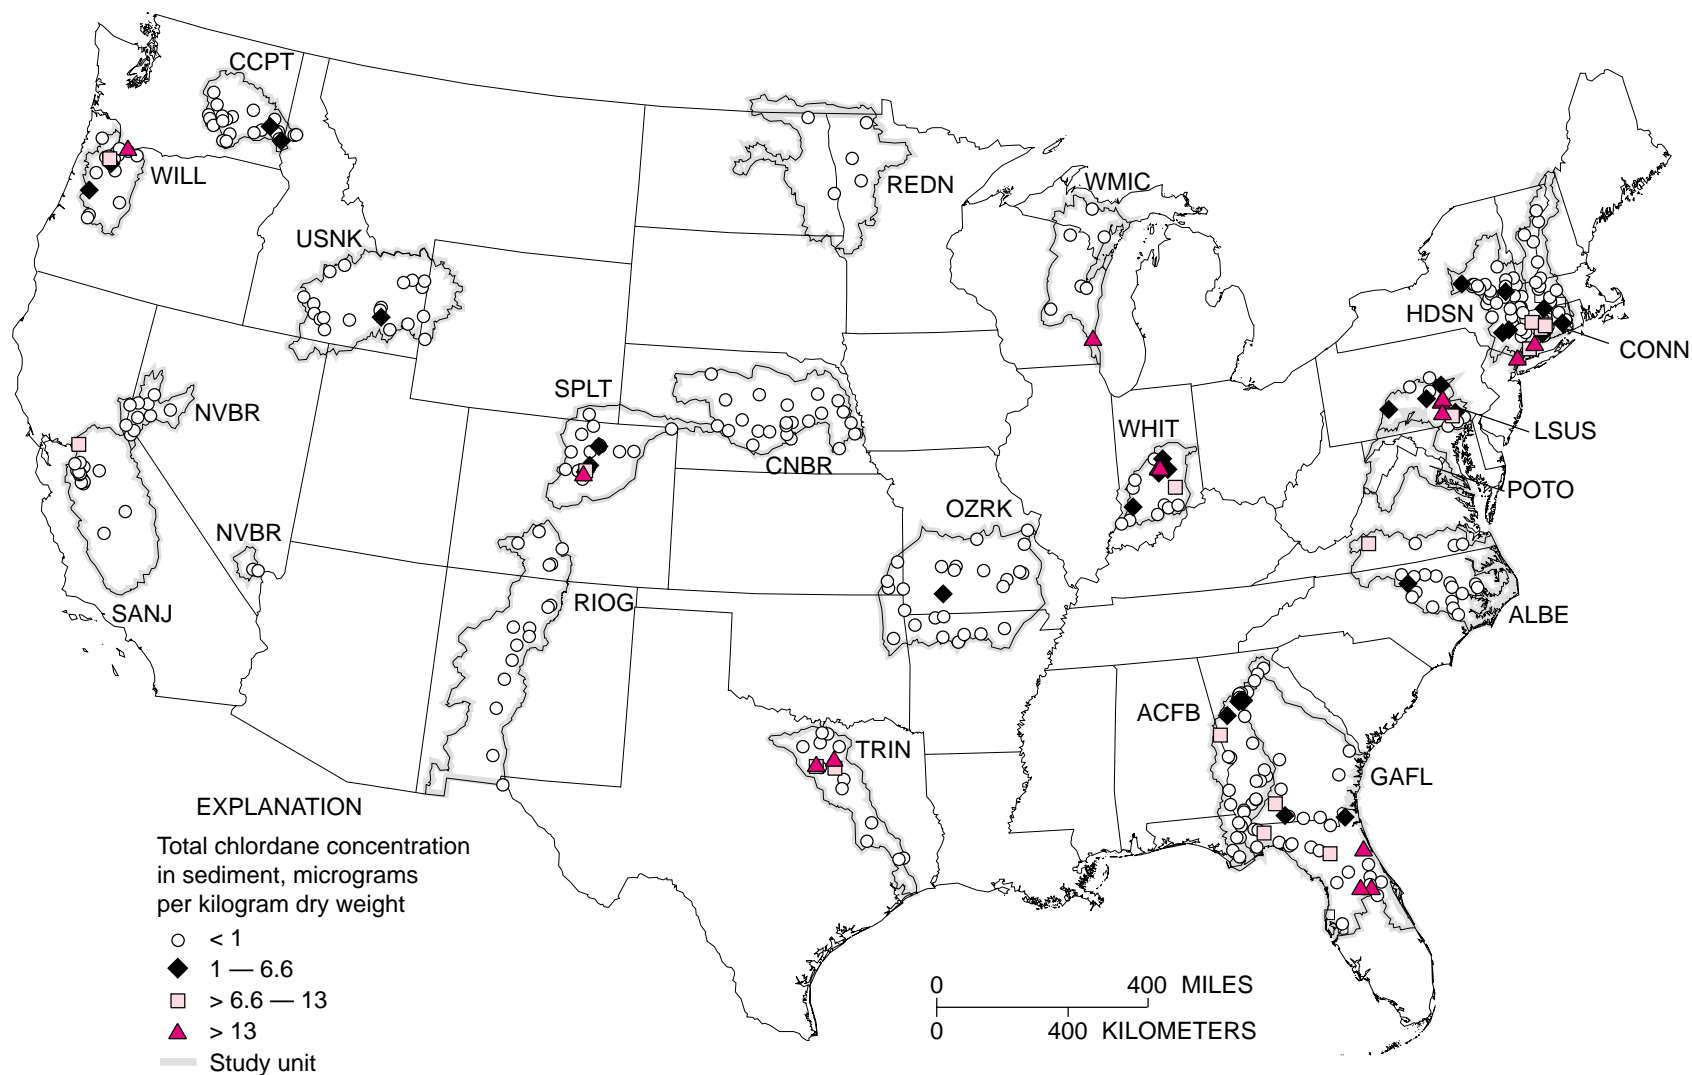 CCPT
WILL
REDN
WMIC
USNK
HDSN
CONN
SPLT
NVBR
WHIT
LSUS
CNBR
POTO
OZRK
NVBR
SANJ
RIOG
ALBE
ACFB
TRIN
GAFL
EXPLANATION
Total chlordane concentration
in sediment, micrograms
per kilogram dry weight
< 1
1 — 6.6
> 6.6 — 13
> 13
Study unit
0 400 MILES
0 400 KILOMETERS